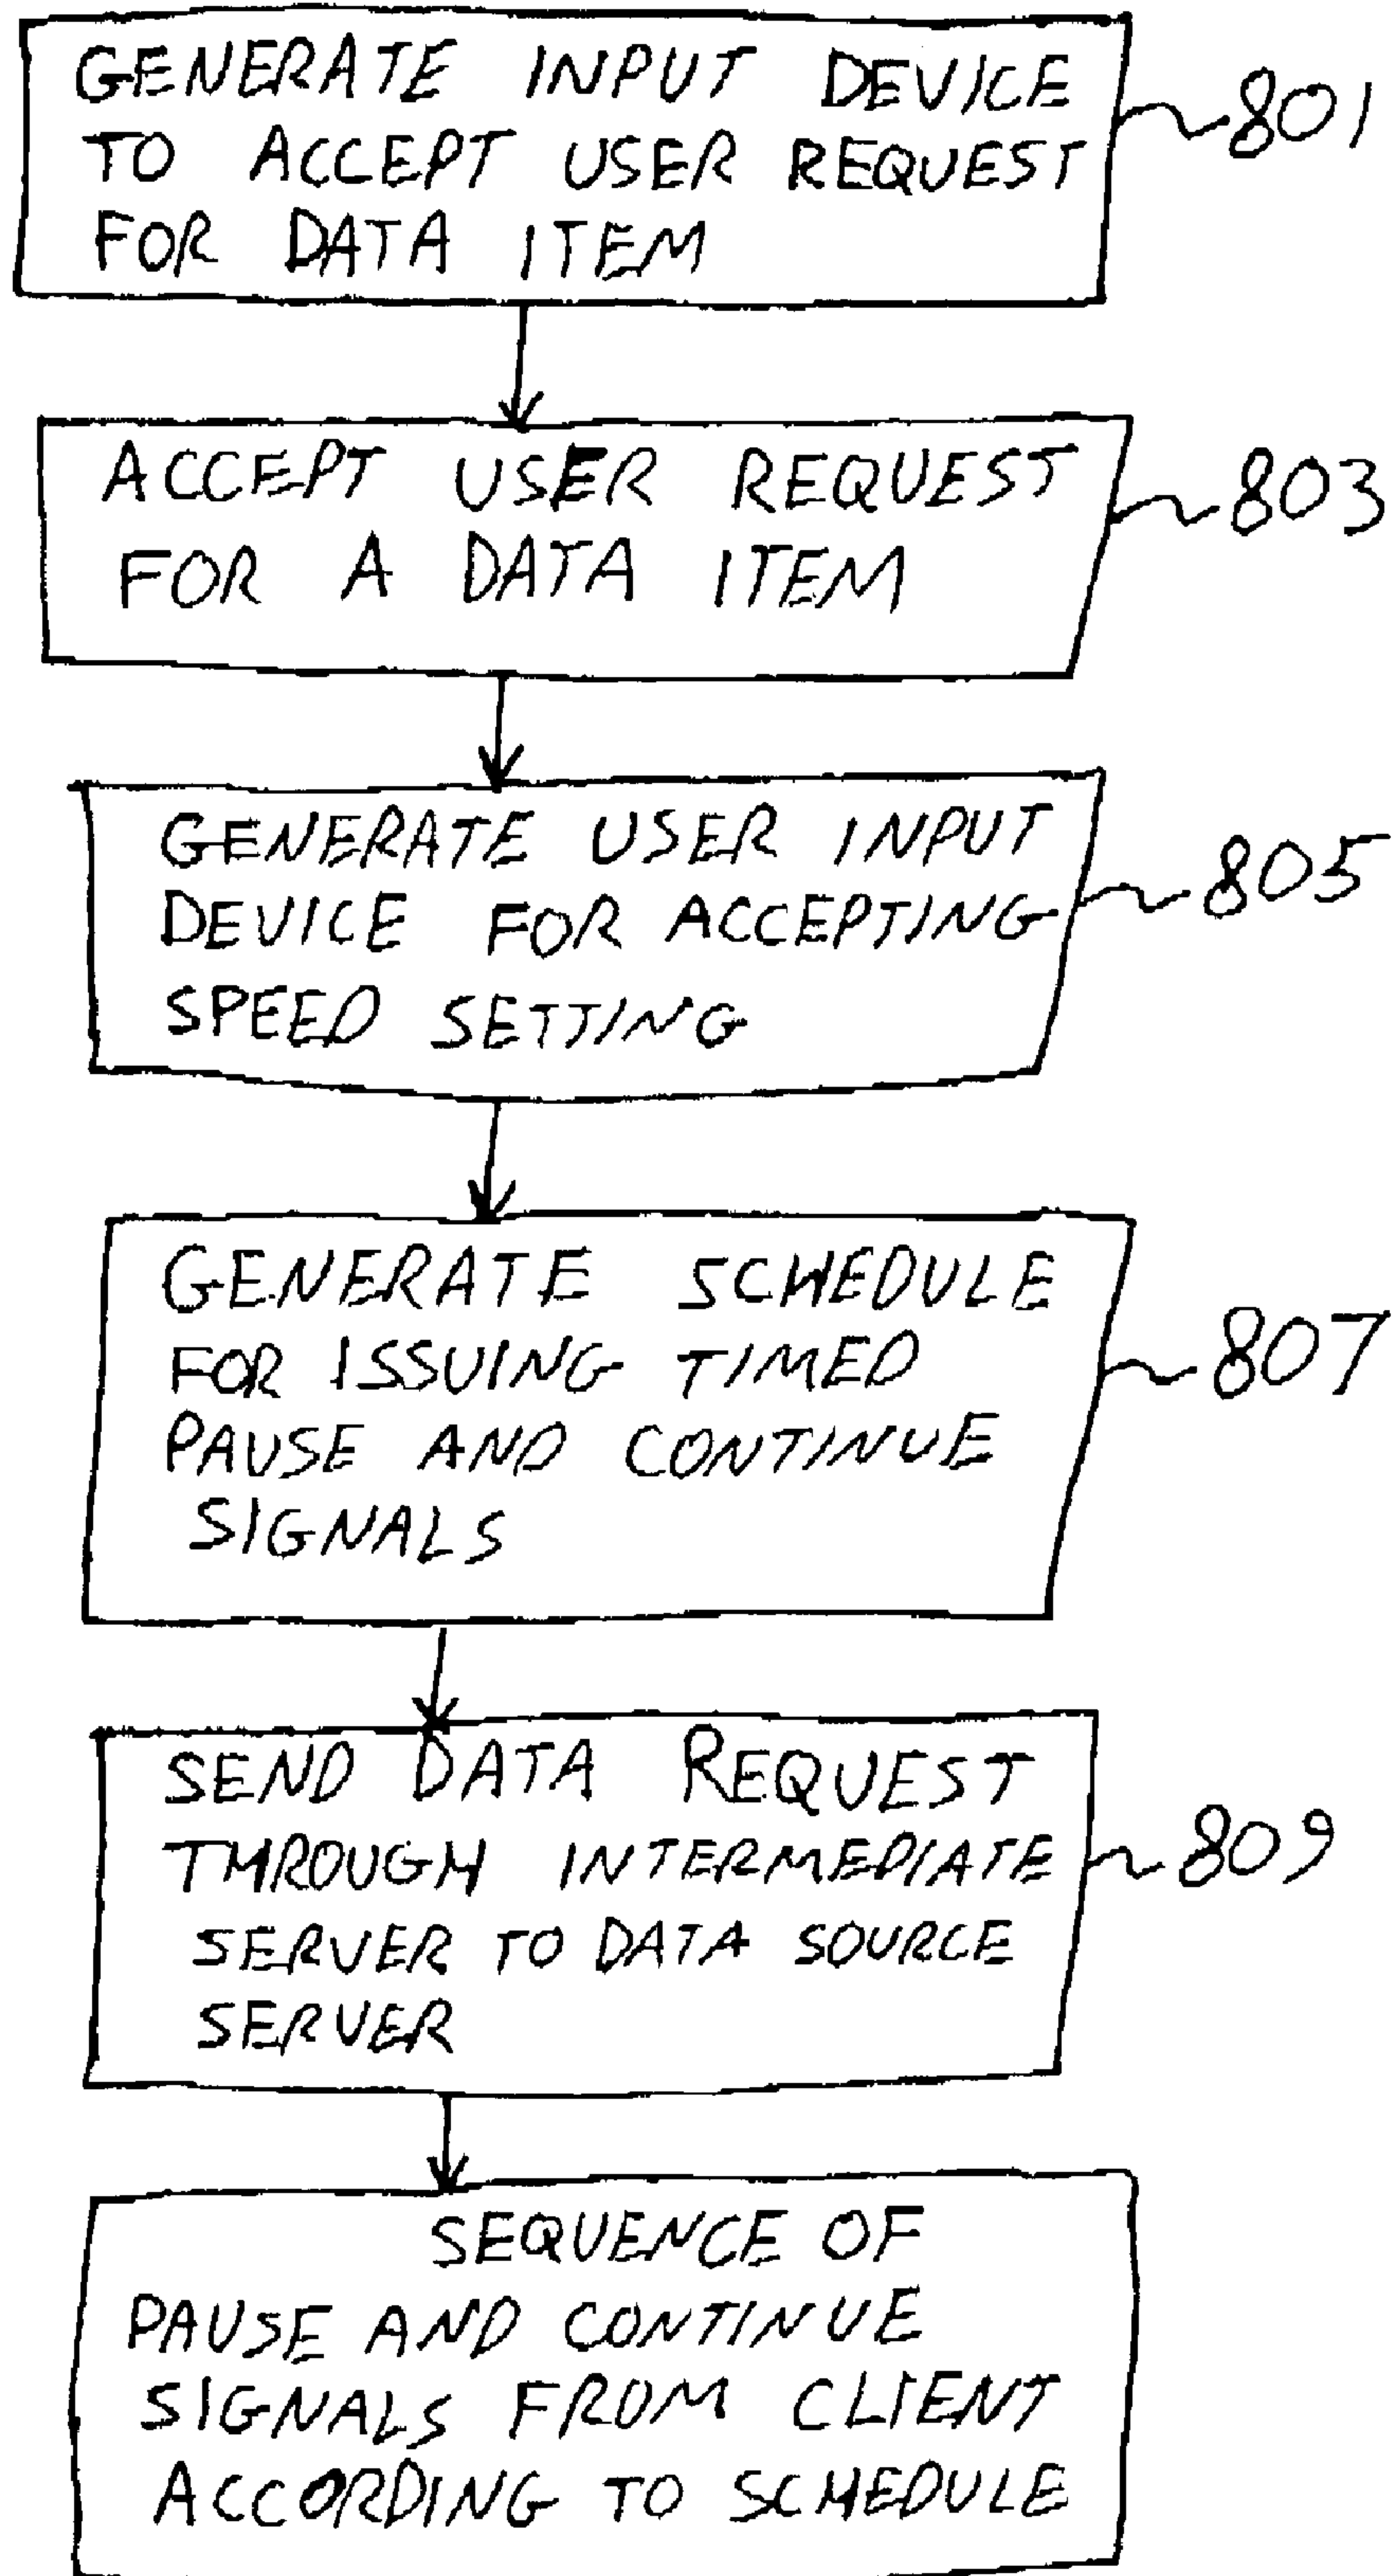 GENERATE INPUT DEVICE
TO ACCEPT USER REQUEST
FOR DATA ITEM
801
ACCEPT USER REQUEST
FOR A DATA ITEM
803
GENERATE USER INPUT
DEVICE FOR ACCEPTING
SPEED SETTING
805
GENERATE SCHEDULE
FOR ISSUING TIMED
PAUSE AND CONTINUE
SIGNALS
807
SEND DATA REQUEST
THROUGH INTERMEDIATE
SERVER TO DATA SOURCE
SERVER
809
SEQUENCE OF
PAUSE AND CONTINUE
SIGNALS FROM CLIENT
ACCORDING TO SCHEDULE